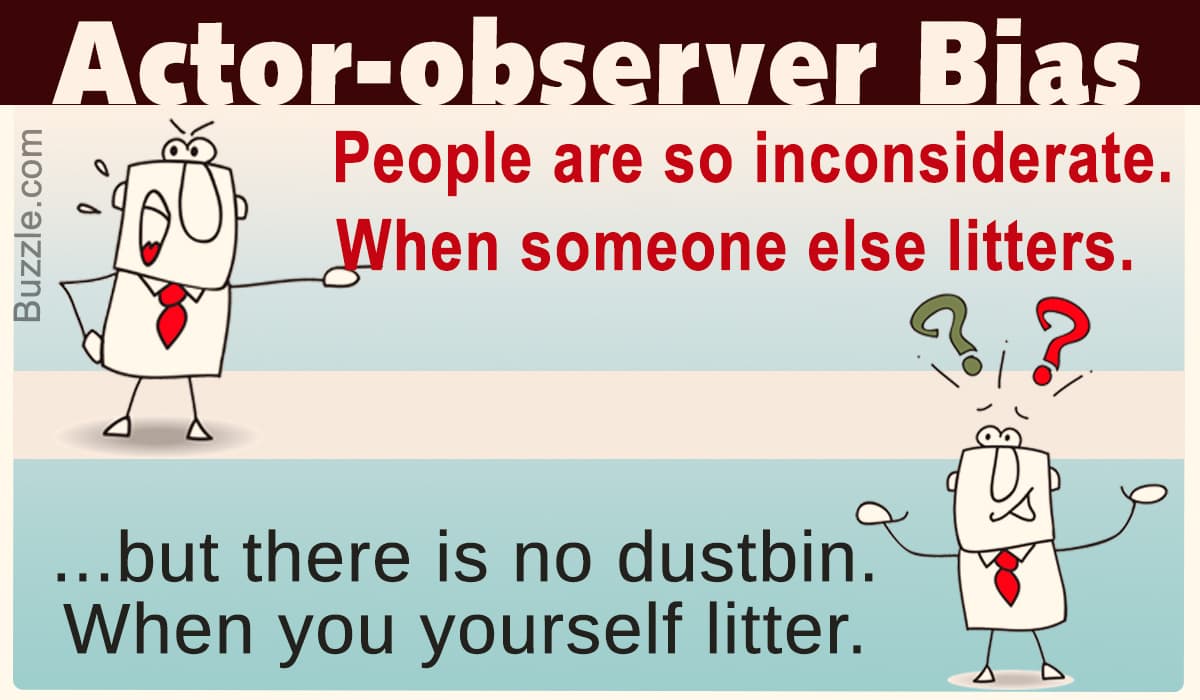 Actor-observer Bias
Buzzle.com
People are so inconsiderate.
When someone else litters.
? ?
...but there is no dustbin.
When you yourself litter.